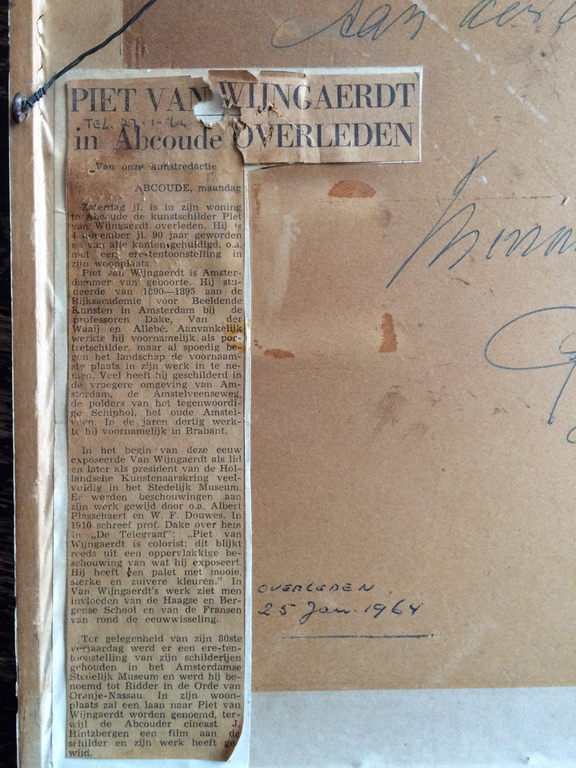 Aan den
PIET VAN WIJNGAERDT
TEL. 27-1-'64
in Abcoude OVERLEDEN
Van onze kunstredactie
ABCOUDE, maandag
Zaterdag jl. is in zijn woning
te Abcoude de kunstschilder Piet
van Wijngaerdt overleden. Hij is
4 november jl. 90 jaar geworden
en van alle kanten gehuldigd, o.a.
met een ere-tentoonstelling in
zijn woonplaats.
Piet van Wijngaerdt is Amster-
dammer van geboorte. Hij stu-
deerde van 1890—1895 aan de
Rijksacademie voor Beeldende
Kunsten in Amsterdam bij de
professoren Dake, Van der
Waaij en Allebé. Aanvankelijk
werkte hij voornamelijk als por-
tretschilder, maar al spoedig be-
gon het landschap de voornaam-
ste plaats in zijn werk in te ne-
men. Veel heeft hij geschilderd in
de vroegere omgeving van Am-
sterdam, de Amstelveenseweg,
de polders van het tegenwoordi-
ge Schiphol, het oude Amstel-
veen. In de jaren dertig werk-
te hij voornamelijk in Brabant.
In het begin van deze eeuw
exposeerde Van Wijngaerdt als lid
en later als president van de Hol-
landsche Kunstenaarskring veel-
vuldig in het Stedelijk Museum.
Er werden beschouwingen aan
zijn werk gewijd door o.a. Albert
Plasschaert en W. F. Douwes. In
1916 schreef prof. Dake over hem
in „De Telegraaf": „Piet van
Wijngaerdt is colorist; dit blijkt
reeds uit een oppervlakkige be-
schouwing van wat hij exposeert.
Hij heeft een palet met mooie,
sterke en zuivere kleuren." In
Van Wijngaerdt's werk ziet men
invloeden van de Haagse en Ber-
gense School en van de Fransen
van rond de eeuwwisseling.
Ter gelegenheid van zijn 80ste
verjaardag werd er een ere-ten-
toonstelling van zijn schilderijen
gehouden in het Amsterdamse
Stedelijk Museum en werd hij be-
noemd tot Ridder in de Orde van
Oranje-Nassau. In zijn woon-
plaats zal een laan naar Piet van
Wijngaerdt worden genoemd, ter-
wijl de Abcouder cineast J.
Hintzbergen een film aan de
schilder en zijn werk heeft ge-
wijd.
OVERLEDEN
25 Jan. 1964